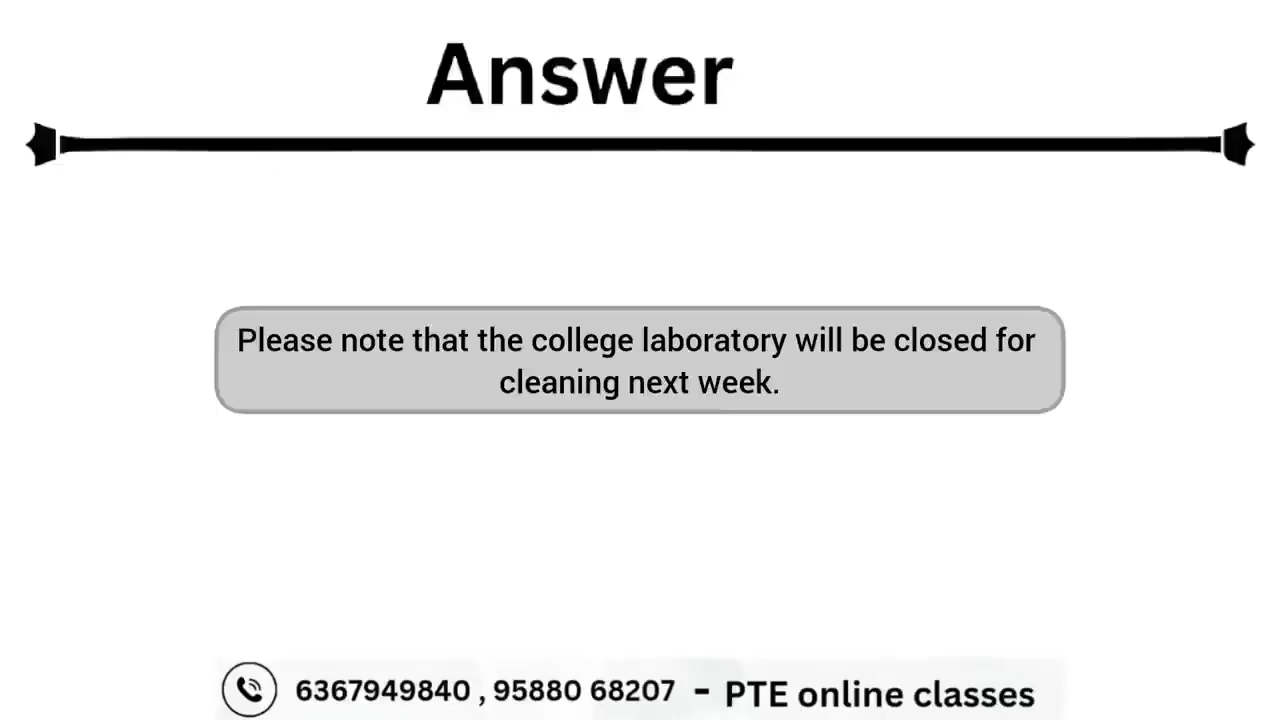 Answer
Please note that the college laboratory will be closed for
cleaning next week.
6367949840 , 95880 68207 - PTE online classes